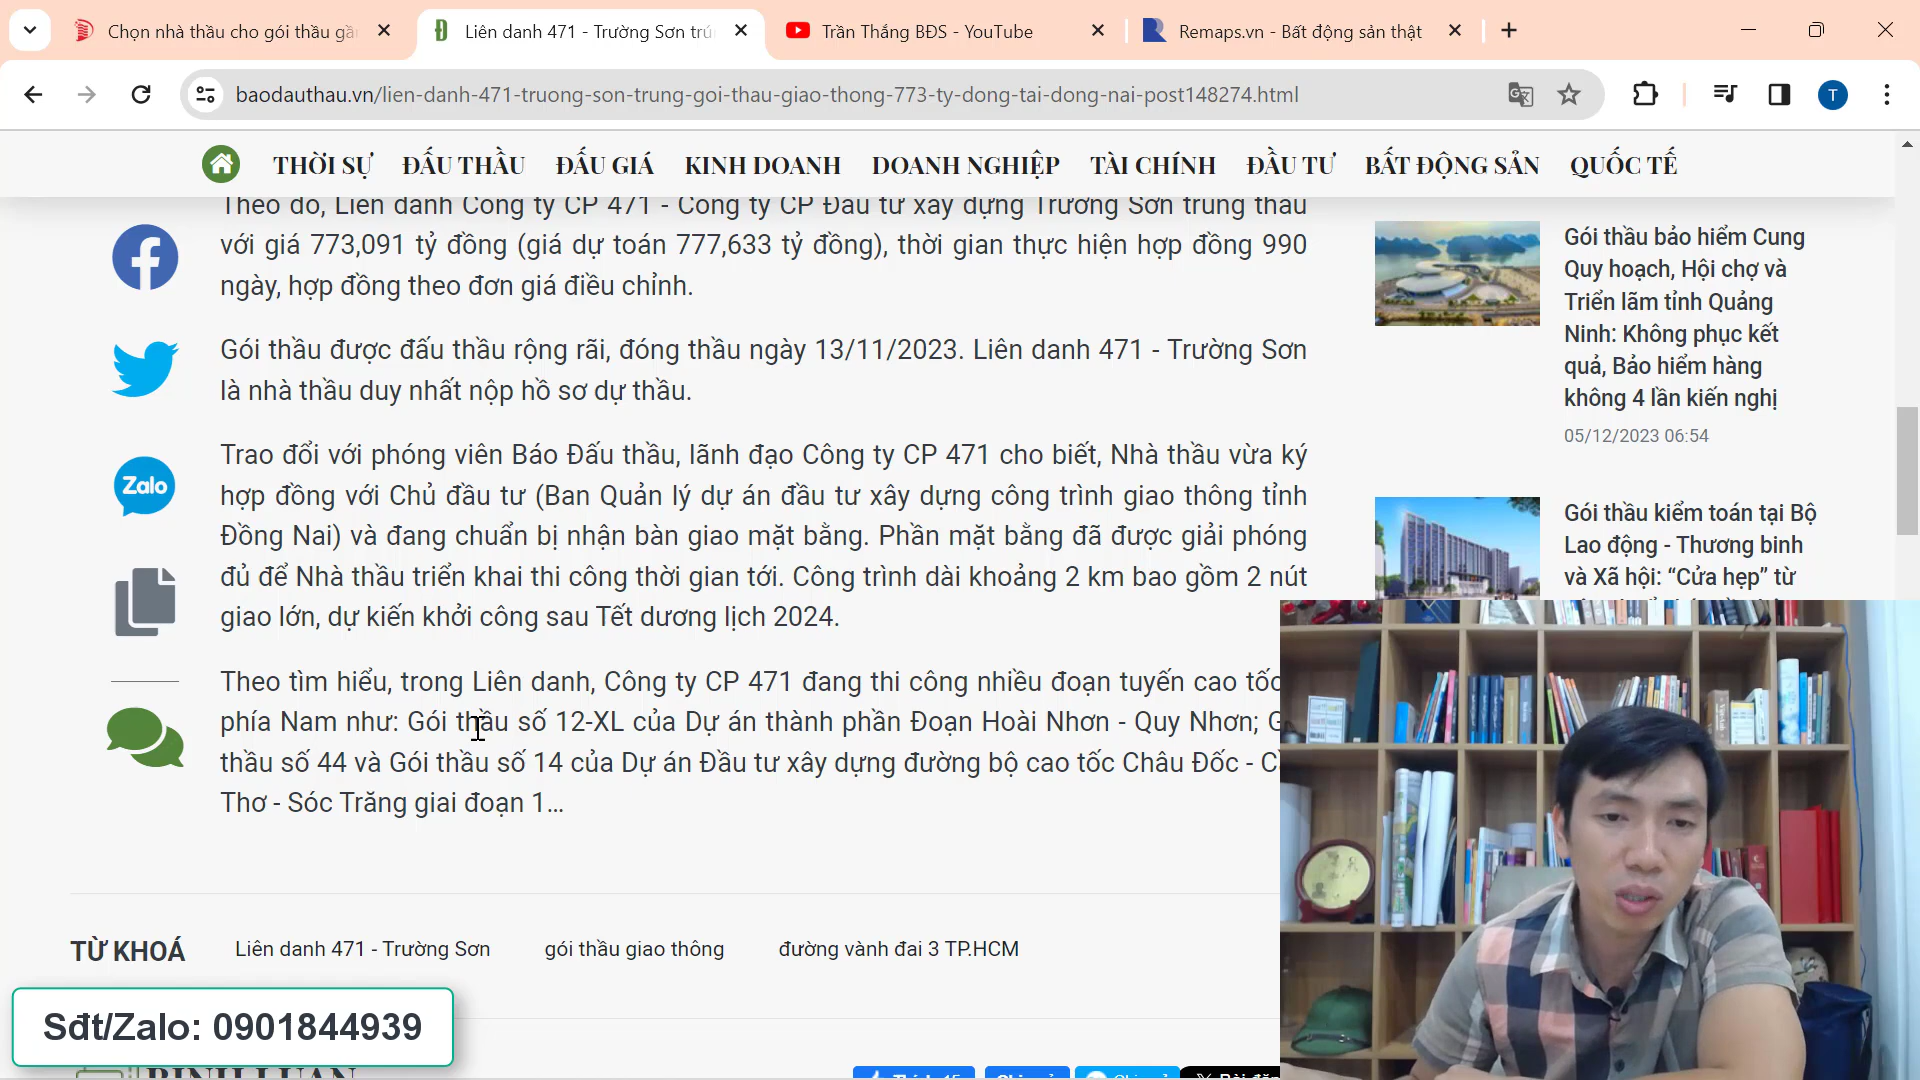 Chọn nhà thầu cho gói thầu gần
Liên danh 471 - Trường Sơn trún
Trần Thắng BĐS - YouTube
Remaps.vn - Bất động sản thật
baodauthau.vn/lien-danh-471-truong-son-trung-goi-thau-giao-thong-773-ty-dong-tai-dong-nai-post148274.html
T
THỜI SỰ ĐẤU THẦU ĐẤU GIÁ KINH DOANH DOANH NGHIỆP TÀI CHÍNH ĐẦU TƯ BẤT ĐỘNG SẢN QUỐC TẾ
Theo đó, Liên danh Công ty CP 471 - Công ty CP Đầu tư xây dựng Trường Sơn trúng thầu
với giá 773,091 tỷ đồng (giá dự toán 777,633 tỷ đồng), thời gian thực hiện hợp đồng 990
ngày, hợp đồng theo đơn giá điều chỉnh.
Gói thầu được đấu thầu rộng rãi, đóng thầu ngày 13/11/2023. Liên danh 471 - Trường Sơn
là nhà thầu duy nhất nộp hồ sơ dự thầu.
Trao đổi với phóng viên Báo Đấu thầu, lãnh đạo Công ty CP 471 cho biết, Nhà thầu vừa ký
hợp đồng với Chủ đầu tư (Ban Quản lý dự án đầu tư xây dựng công trình giao thông tỉnh
Đồng Nai) và đang chuẩn bị nhận bàn giao mặt bằng. Phần mặt bằng đã được giải phóng
đủ để Nhà thầu triển khai thi công thời gian tới. Công trình dài khoảng 2 km bao gồm 2 nút
giao lớn, dự kiến khởi công sau Tết dương lịch 2024.
Theo tìm hiểu, trong Liên danh, Công ty CP 471 đang thi công nhiều đoạn tuyến cao tốc
phía Nam như: Gói thầu số 12-XL của Dự án thành phần Đoạn Hoài Nhơn - Quy Nhơn;
thầu số 44 và Gói thầu số 14 của Dự án Đầu tư xây dựng đường bộ cao tốc Châu Đốc -
Thơ - Sóc Trăng giai đoạn 1...
Zalo
Gói thầu bảo hiểm Cung
Quy hoạch, Hội chợ và
Triển lãm tỉnh Quảng
Ninh: Không phục kết
quả, Bảo hiểm hàng
không 4 lần kiến nghị
05/12/2023 06:54
Gói thầu kiểm toán tại Bộ
Lao động - Thương binh
và Xã hội: “Cửa hẹp” từ
TỪ KHOÁ
Liên danh 471 - Trường Sơn
gói thầu giao thông
đường vành đai 3 TP.HCM
Sđt/Zalo: 0901844939